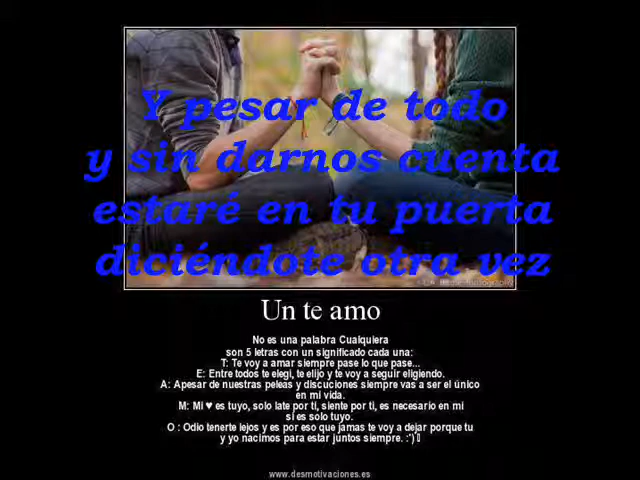 Y pesar de todo
y sin darnos cuenta
estaré en tu puerta
diciéndote otra vez
Un te amo
No es una palabra Cualquiera
son 5 letras con un significado cada una:
T: Te voy a amar siempre pase lo que pase...
E: Entre todos te elegi, te elijo y te voy a seguir eligiendo.
A: Apesar de nuestras peleas y discuciones siempre vas a ser el único
en mi vida.
M: Mi ♥ es tuyo, solo late por ti, siente por ti, es necesario en mi
si es solo tuyo.
O : Odio tenerte lejos y es por eso que jamas te voy a dejar porque tu
y yo nacimos para estar juntos siempre. :')
www.desmotivaciones.es